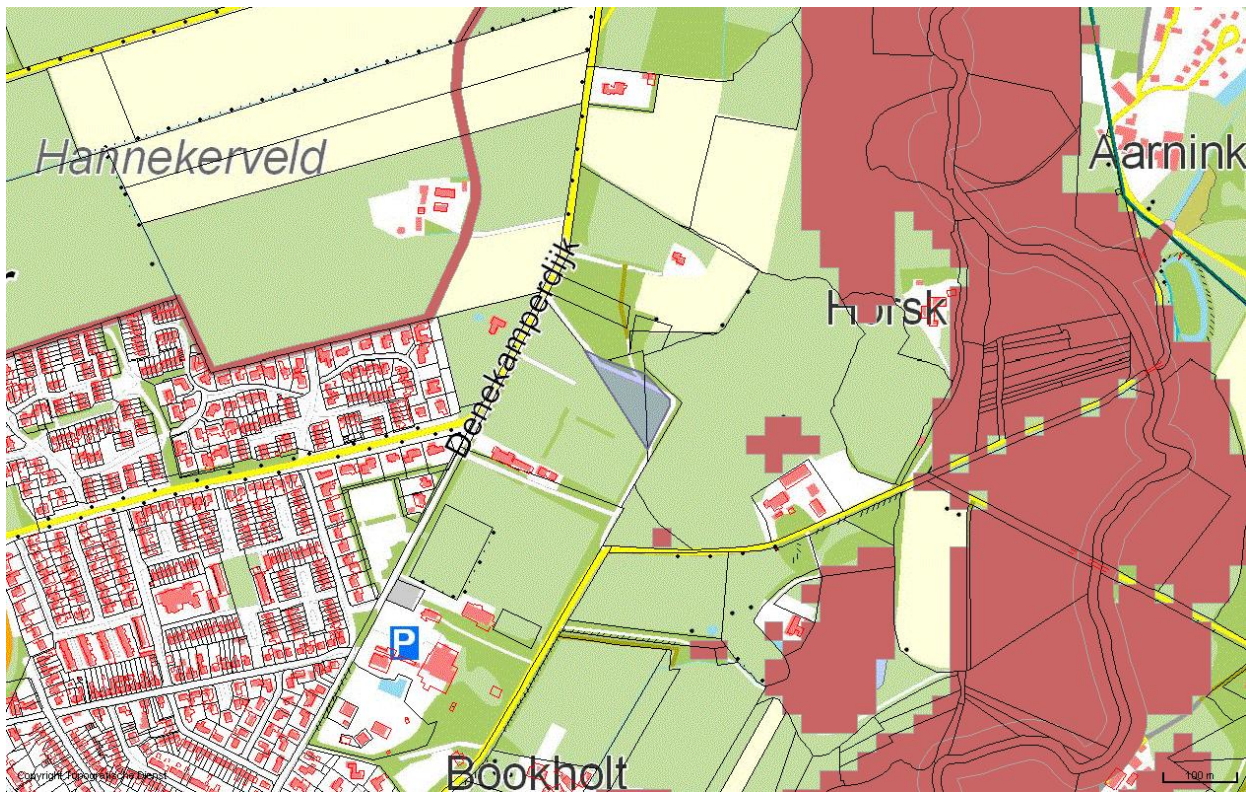 Hannekerveld
Aarnink
r
Denekamperdijk
Horsk
P
Bookholt
Copyright Topografische Dienst
100 m